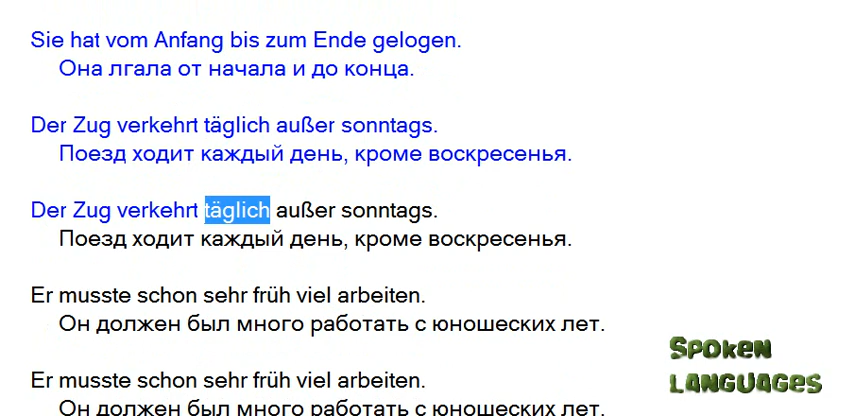 Sie hat vom Anfang bis zum Ende gelogen.
Она лгала от начала и до конца.
Der Zug verkehrt täglich außer sonntags.
Поезд ходит каждый день, кроме воскресенья.
Der Zug verkehrt täglich außer sonntags.
Поезд ходит каждый день, кроме воскресенья.
Er musste schon sehr früh viel arbeiten.
Он должен был много работать с юношеских лет.
Er musste schon sehr früh viel arbeiten.
Он должен был много работать с юношеских лет.
Spoken
Languages